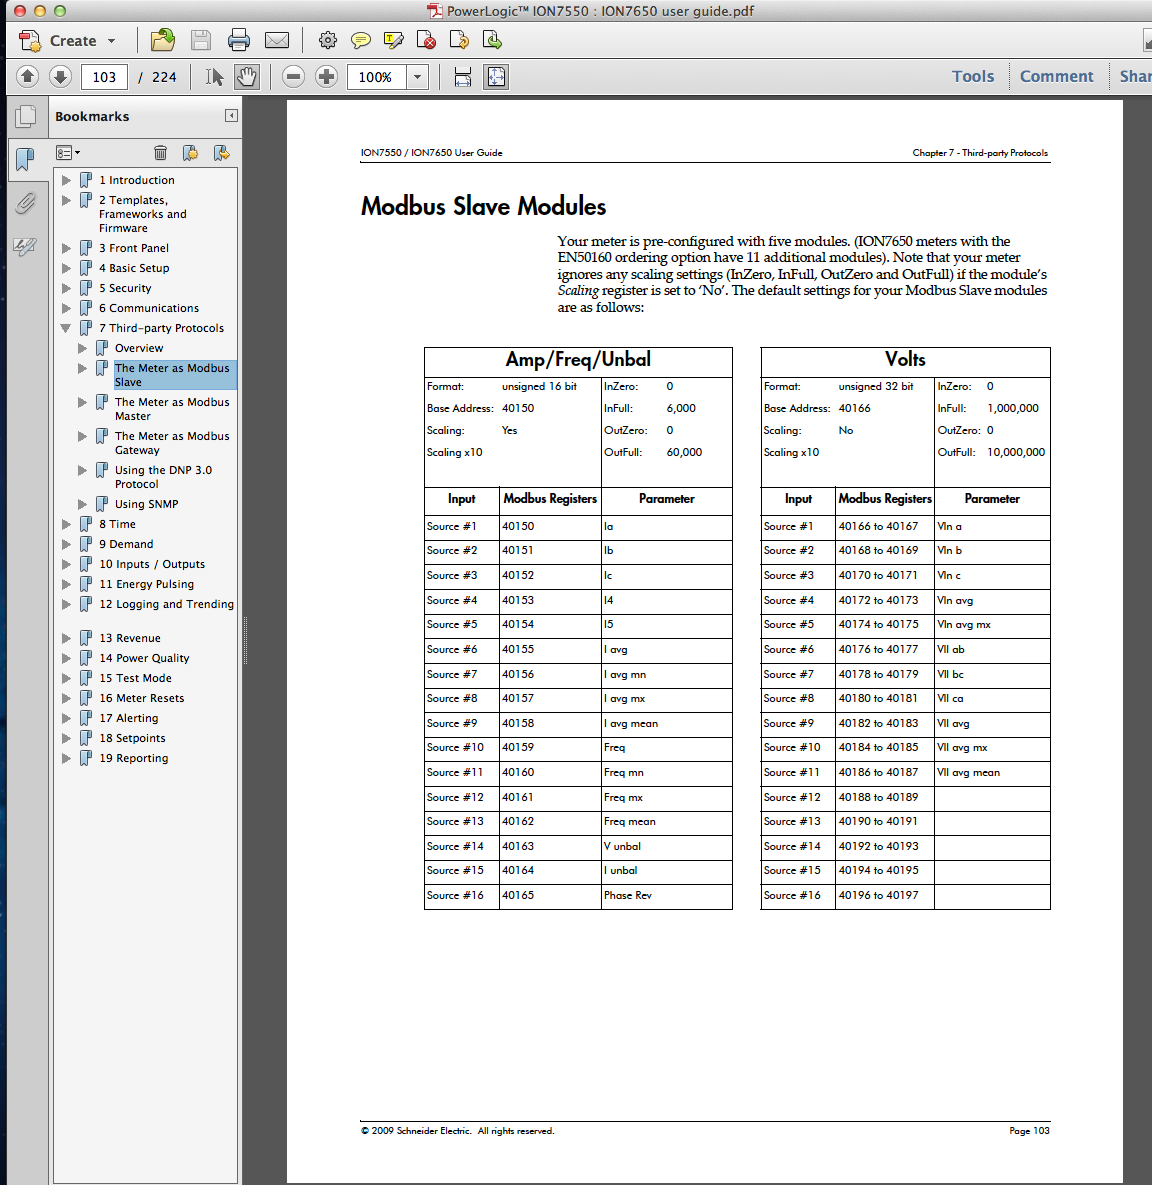 PowerLogic™ ION7550 : ION7650 user guide.pdf
Create
103 / 224
100%
Tools
Comment
Shar
Bookmarks
1 Introduction
2 Templates,
Frameworks and
Firmware
3 Front Panel
4 Basic Setup
5 Security
6 Communications
7 Third-party Protocols
Overview
The Meter as Modbus
Slave
The Meter as Modbus
Master
The Meter as Modbus
Gateway
Using the DNP 3.0
Protocol
Using SNMP
8 Time
9 Demand
10 Inputs / Outputs
11 Energy Pulsing
12 Logging and Trending
13 Revenue
14 Power Quality
15 Test Mode
16 Meter Resets
17 Alerting
18 Setpoints
19 Reporting
ION7550 / ION7650 User Guide
Chapter 7 - Third-party Protocols
Modbus Slave Modules
Your meter is pre-configured with five modules. (ION7650 meters with the
EN50160 ordering option have 11 additional modules). Note that your meter
ignores any scaling settings (InZero, InFull, OutZero and OutFull) if the module's
Scaling register is set to 'No'. The default settings for your Modbus Slave modules
are as follows:
Amp/Freq/Unbal
Format: unsigned 16 bit InZero: 0
Base Address: 40150 InFull: 6,000
Scaling: Yes OutZero: 0
Scaling x10 OutFull: 60,000
Input Modbus Registers Parameter
Source #1 40150 Ia
Source #2 40151 Ib
Source #3 40152 Ic
Source #4 40153 I4
Source #5 40154 I5
Source #6 40155 I avg
Source #7 40156 I avg mn
Source #8 40157 I avg mx
Source #9 40158 I avg mean
Source #10 40159 Freq
Source #11 40160 Freq mn
Source #12 40161 Freq mx
Source #13 40162 Freq mean
Source #14 40163 V unbal
Source #15 40164 I unbal
Source #16 40165 Phase Rev
Volts
Format: unsigned 32 bit InZero: 0
Base Address: 40166 InFull: 1,000,000
Scaling: No OutZero: 0
Scaling x10 OutFull: 10,000,000
Input Modbus Registers Parameter
Source #1 40166 to 40167 Vln a
Source #2 40168 to 40169 Vln b
Source #3 40170 to 40171 Vln c
Source #4 40172 to 40173 Vln avg
Source #5 40174 to 40175 Vln avg mx
Source #6 40176 to 40177 Vll ab
Source #7 40178 to 40179 Vll bc
Source #8 40180 to 40181 Vll ca
Source #9 40182 to 40183 Vll avg
Source #10 40184 to 40185 Vll avg mx
Source #11 40186 to 40187 Vll avg mean
Source #12 40188 to 40189
Source #13 40190 to 40191
Source #14 40192 to 40193
Source #15 40194 to 40195
Source #16 40196 to 40197
© 2009 Schneider Electric. All rights reserved.
Page 103